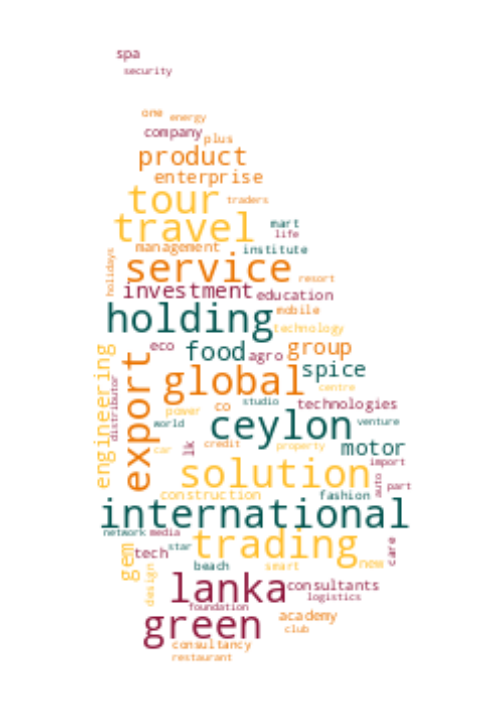 spa
security
one
energy
company
plus
product
enterprise
tour
traders
travel
mart
life
management
institute
holidays
service
resort
investment
education
holding
mobile
technology
eco
food
agro
group
engineering
export
spice
global
centre
distributor
co
studio
technologies
power
world
ceylon
venture
lk
credit
property
motor
car
solution
import
auto
part
construction
fashion
international
network
media
trading
care
gem
tech
star
new
design
beach
smart
lanka
consultants
logistics
foundation
green
academy
club
consultancy
restaurant